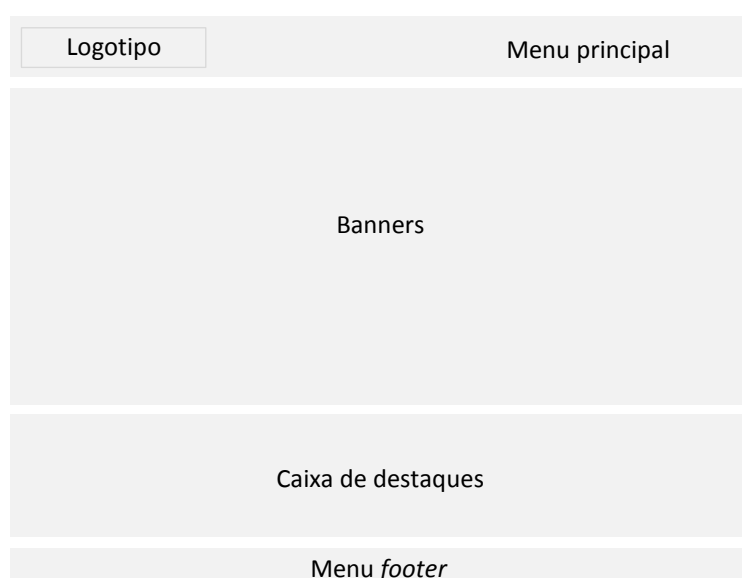 Logotipo
Menu principal
Banners
Caixa de destaques
Menu footer